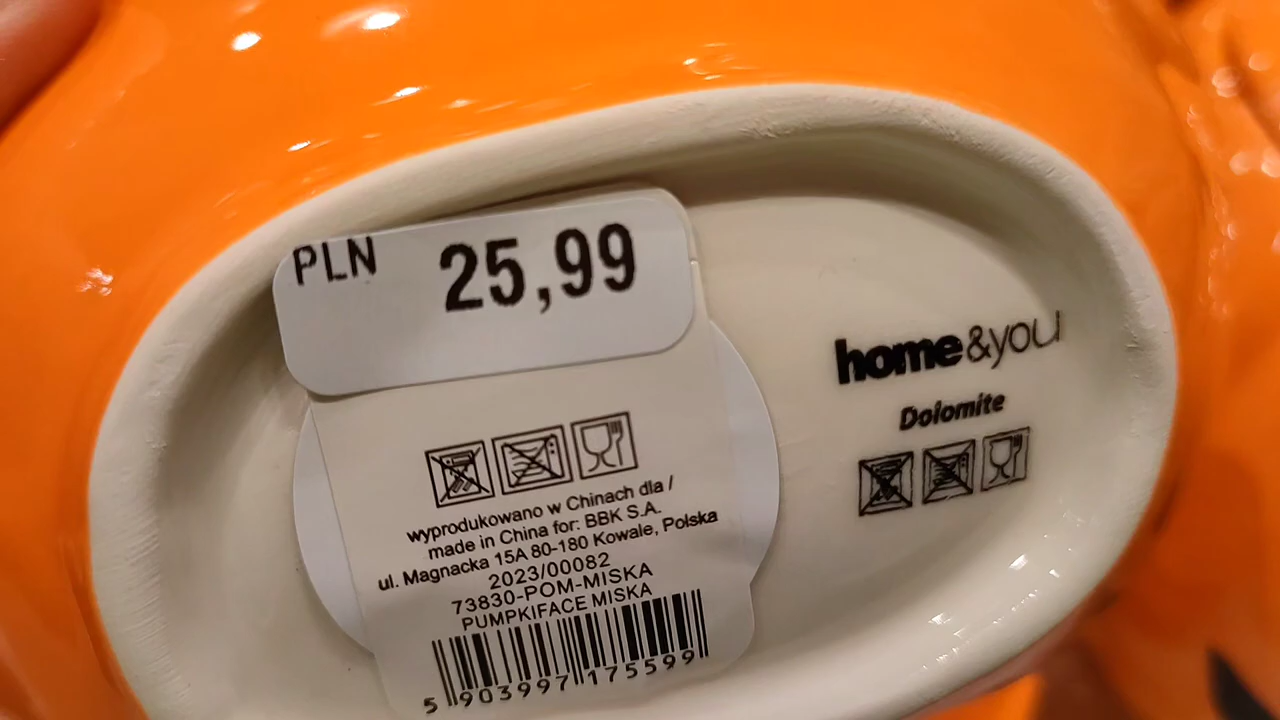 PLN 25,99
wyprodukowano w Chinach dla /
made in China for: BBK S.A.
ul. Magnacka 15A 80-180 Kowale, Polska
2023/00082
73830-POM-MISKA
PUMPKIFACE MISKA
5 903997 175599
home&you
Dolomite